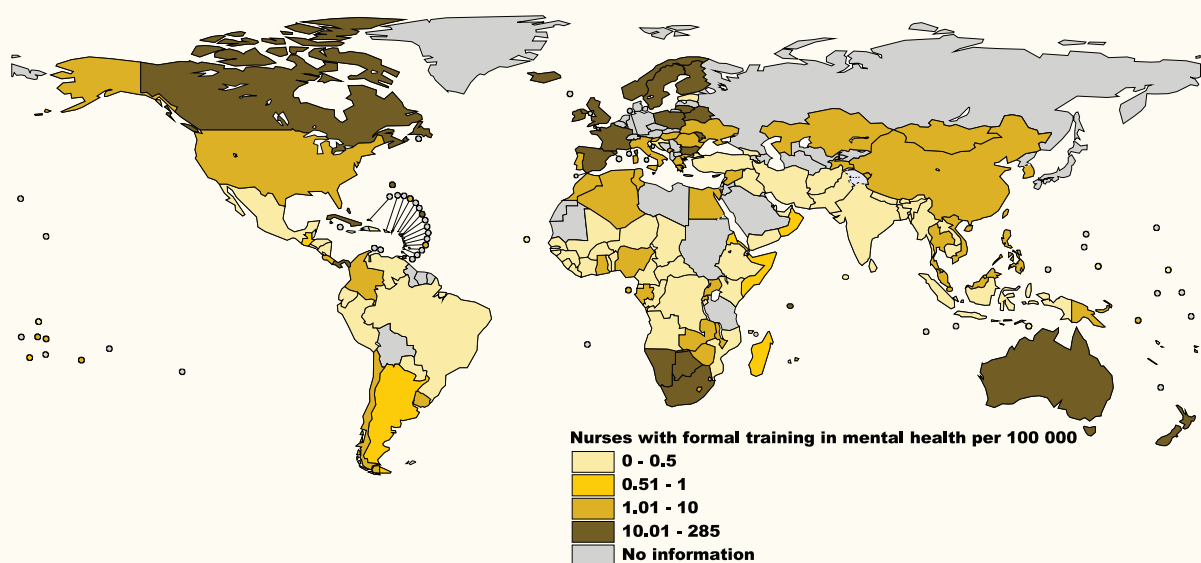 Nurses with formal training in mental health per 100 000
0 - 0.5
0.51 - 1
1.01 - 10
10.01 - 285
No information